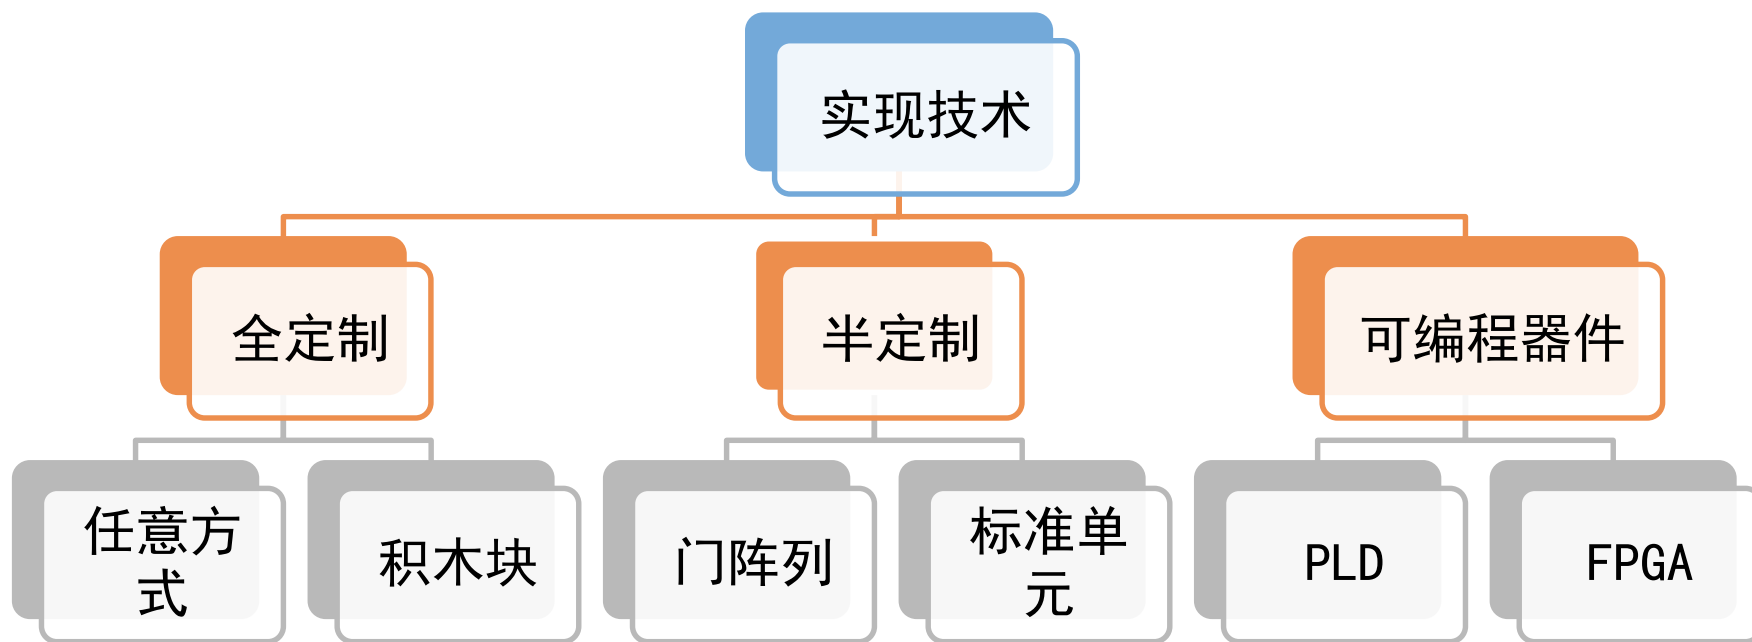 实现技术
全定制
半定制
可编程器件
任意方
式
积木块
门阵列
标准单
元
PLD
FPGA